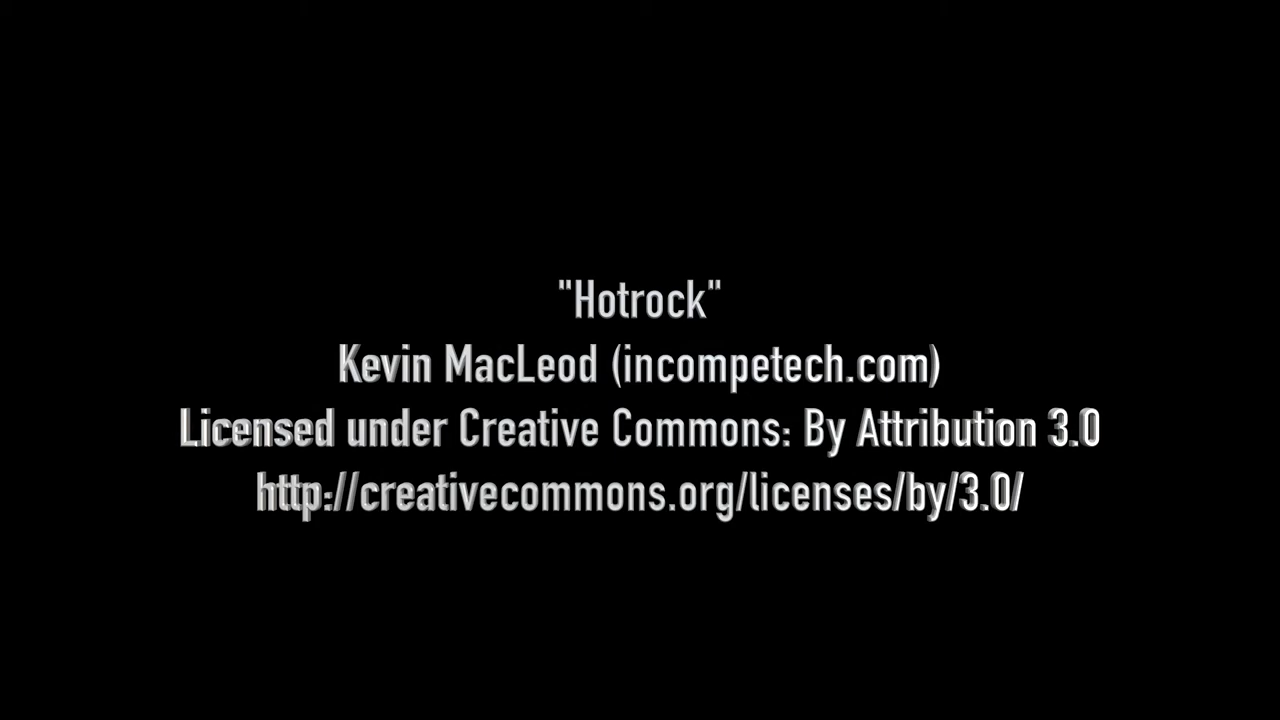 "Hotrock"
Kevin MacLeod (incompetech.com)
Licensed under Creative Commons: By Attribution 3.0
http://creativecommons.org/licenses/by/3.0/